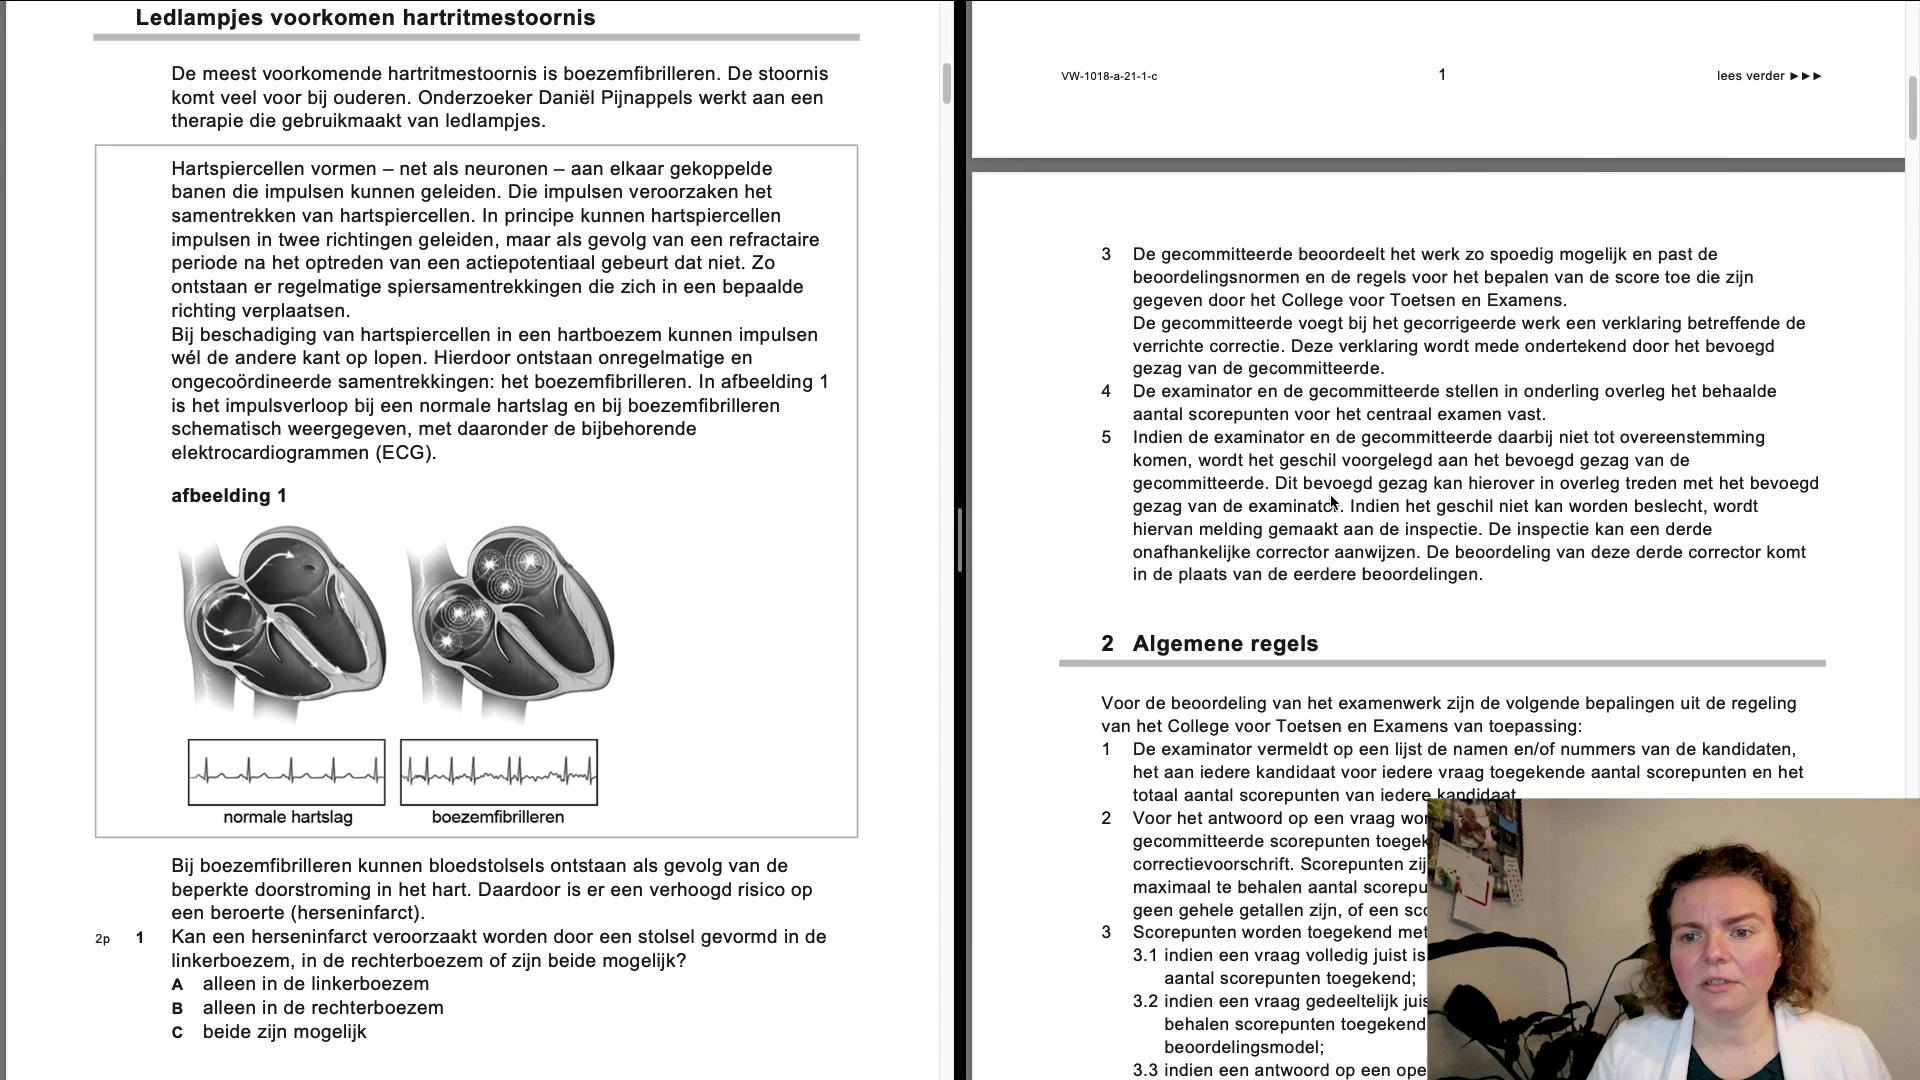 Ledlampjes voorkomen hartritmestoornis
De meest voorkomende hartritmestoornis is boezemfibrilleren. De stoornis
komt veel voor bij ouderen. Onderzoeker Daniël Pijnappels werkt aan een
therapie die gebruikmaakt van ledlampjes.
Hartspiercellen vormen – net als neuronen – aan elkaar gekoppelde
banen die impulsen kunnen geleiden. Die impulsen veroorzaken het
samentrekken van hartspiercellen. In principe kunnen hartspiercellen
impulsen in twee richtingen geleiden, maar als gevolg van een refractaire
periode na het optreden van een actiepotentiaal gebeurt dat niet. Zo
ontstaan er regelmatige spiersamentrekkingen die zich in een bepaalde
richting verplaatsen.
Bij beschadiging van hartspiercellen in een hartboezem kunnen impulsen
wél de andere kant op lopen. Hierdoor ontstaan onregelmatige en
ongecoördineerde samentrekkingen: het boezemfibrilleren. In afbeelding 1
is het impulsverloop bij een normale hartslag en bij boezemfibrilleren
schematisch weergegeven, met daaronder de bijbehorende
elektrocardiogrammen (ECG).
afbeelding 1
normale hartslag
boezemfibrilleren
Bij boezemfibrilleren kunnen bloedstolsels ontstaan als gevolg van de
beperkte doorstroming in het hart. Daardoor is er een verhoogd risico op
een beroerte (herseninfarct).
2p 1 Kan een herseninfarct veroorzaakt worden door een stolsel gevormd in de
linkerboezem, in de rechterboezem of zijn beide mogelijk?
A alleen in de linkerboezem
B alleen in de rechterboezem
C beide zijn mogelijk
VW-1018-a-21-1-c 1 lees verder ►►►
3 De gecommitteerde beoordeelt het werk zo spoedig mogelijk en past de
beoordelingsnormen en de regels voor het bepalen van de score toe die zijn
gegeven door het College voor Toetsen en Examens.
De gecommitteerde voegt bij het gecorrigeerde werk een verklaring betreffende de
verrichte correctie. Deze verklaring wordt mede ondertekend door het bevoegd
gezag van de gecommitteerde.
4 De examinator en de gecommitteerde stellen in onderling overleg het behaalde
aantal scorepunten voor het centraal examen vast.
5 Indien de examinator en de gecommitteerde daarbij niet tot overeenstemming
komen, wordt het geschil voorgelegd aan het bevoegd gezag van de
gecommitteerde. Dit bevoegd gezag kan hierover in overleg treden met het bevoegd
gezag van de examinator. Indien het geschil niet kan worden beslecht, wordt
hiervan melding gemaakt aan de inspectie. De inspectie kan een derde
onafhankelijke corrector aanwijzen. De beoordeling van deze derde corrector komt
in de plaats van de eerdere beoordelingen.
2 Algemene regels
Voor de beoordeling van het examenwerk zijn de volgende bepalingen uit de regeling
van het College voor Toetsen en Examens van toepassing:
1 De examinator vermeldt op een lijst de namen en/of nummers van de kandidaten,
het aan iedere kandidaat voor iedere vraag toegekende aantal scorepunten en het
totaal aantal scorepunten van iedere kandidaat.
2 Voor het antwoord op een vraag wor
gecommitteerde scorepunten toegek
correctievoorschrift. Scorepunten zij
maximaal te behalen aantal scorepu
geen gehele getallen zijn, of een sco
3 Scorepunten worden toegekend met
3.1 indien een vraag volledig juist is
aantal scorepunten toegekend;
3.2 indien een vraag gedeeltelijk juis
behalen scorepunten toegekend
beoordelingsmodel;
3.3 indien een antwoord op een ope